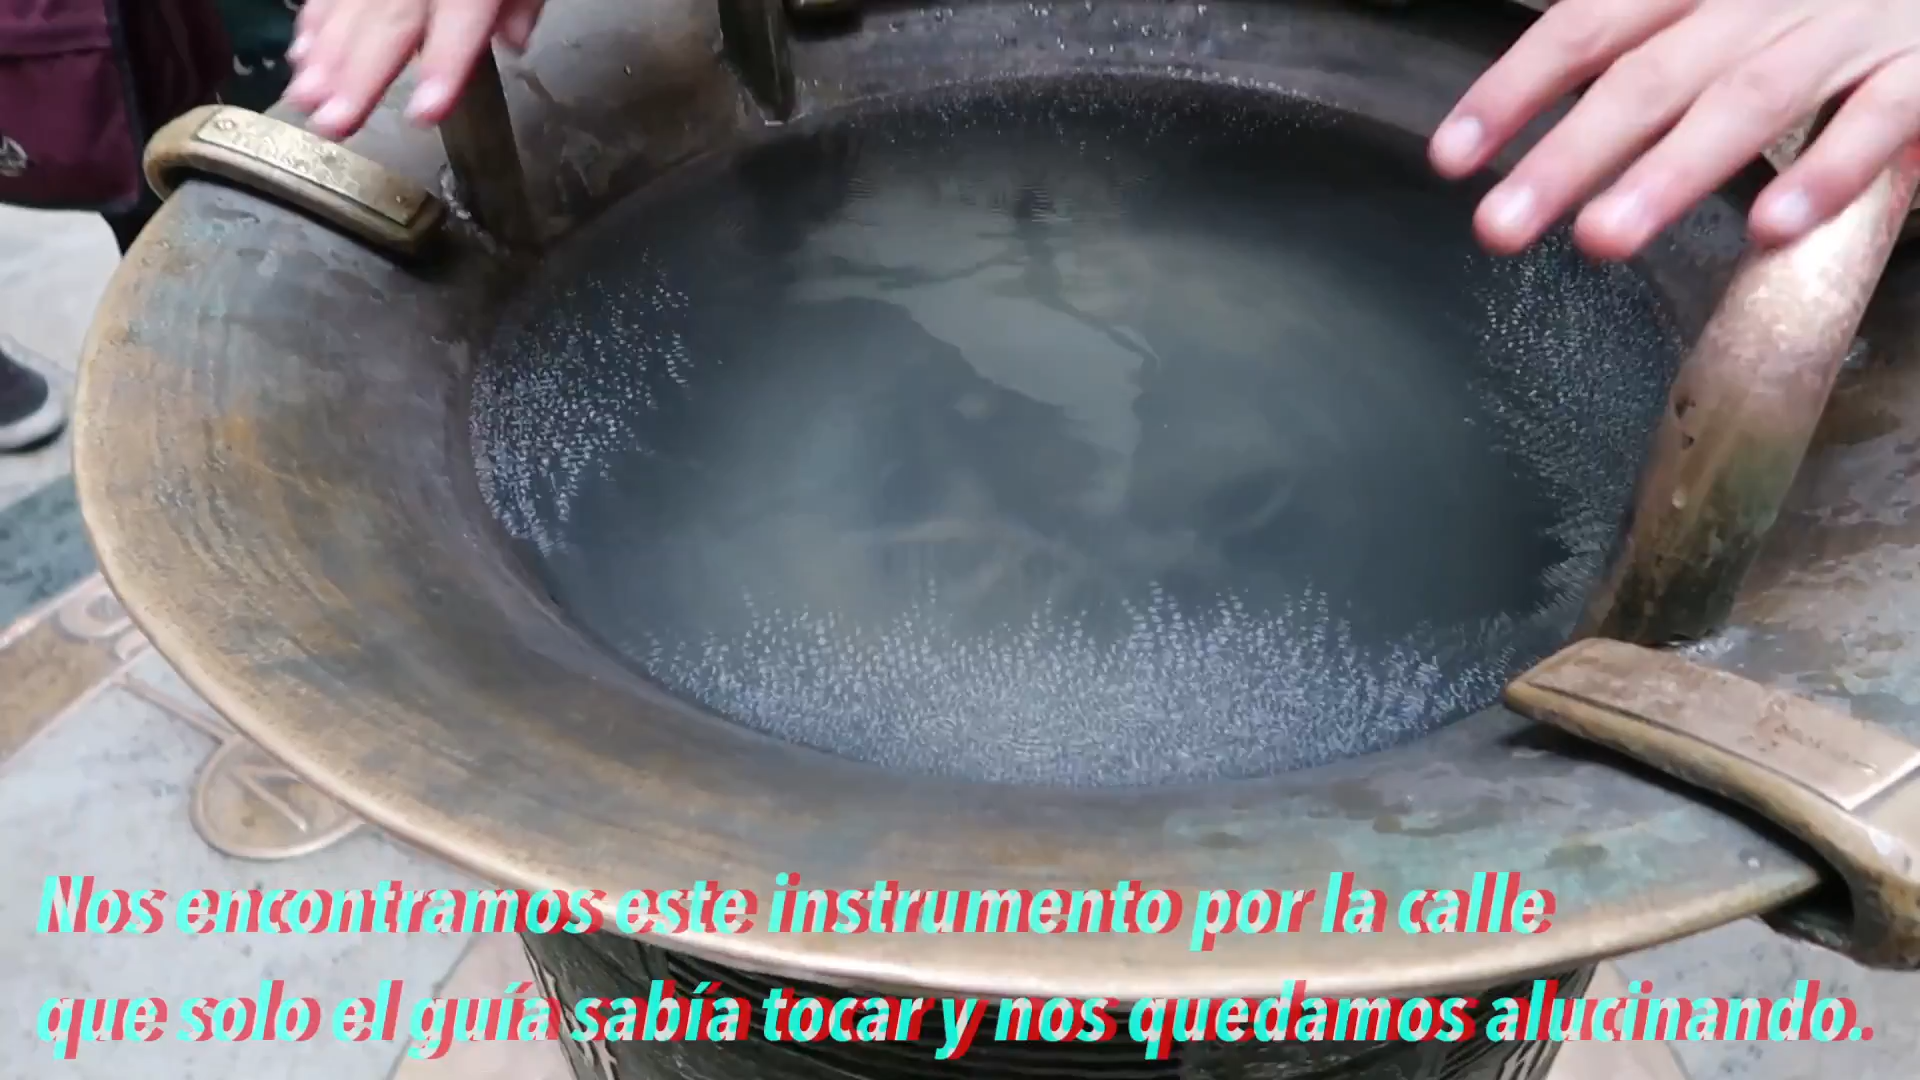 Nos encontramos este instrumento por la calle
que solo el guía sabía tocar y nos quedamos alucinando.